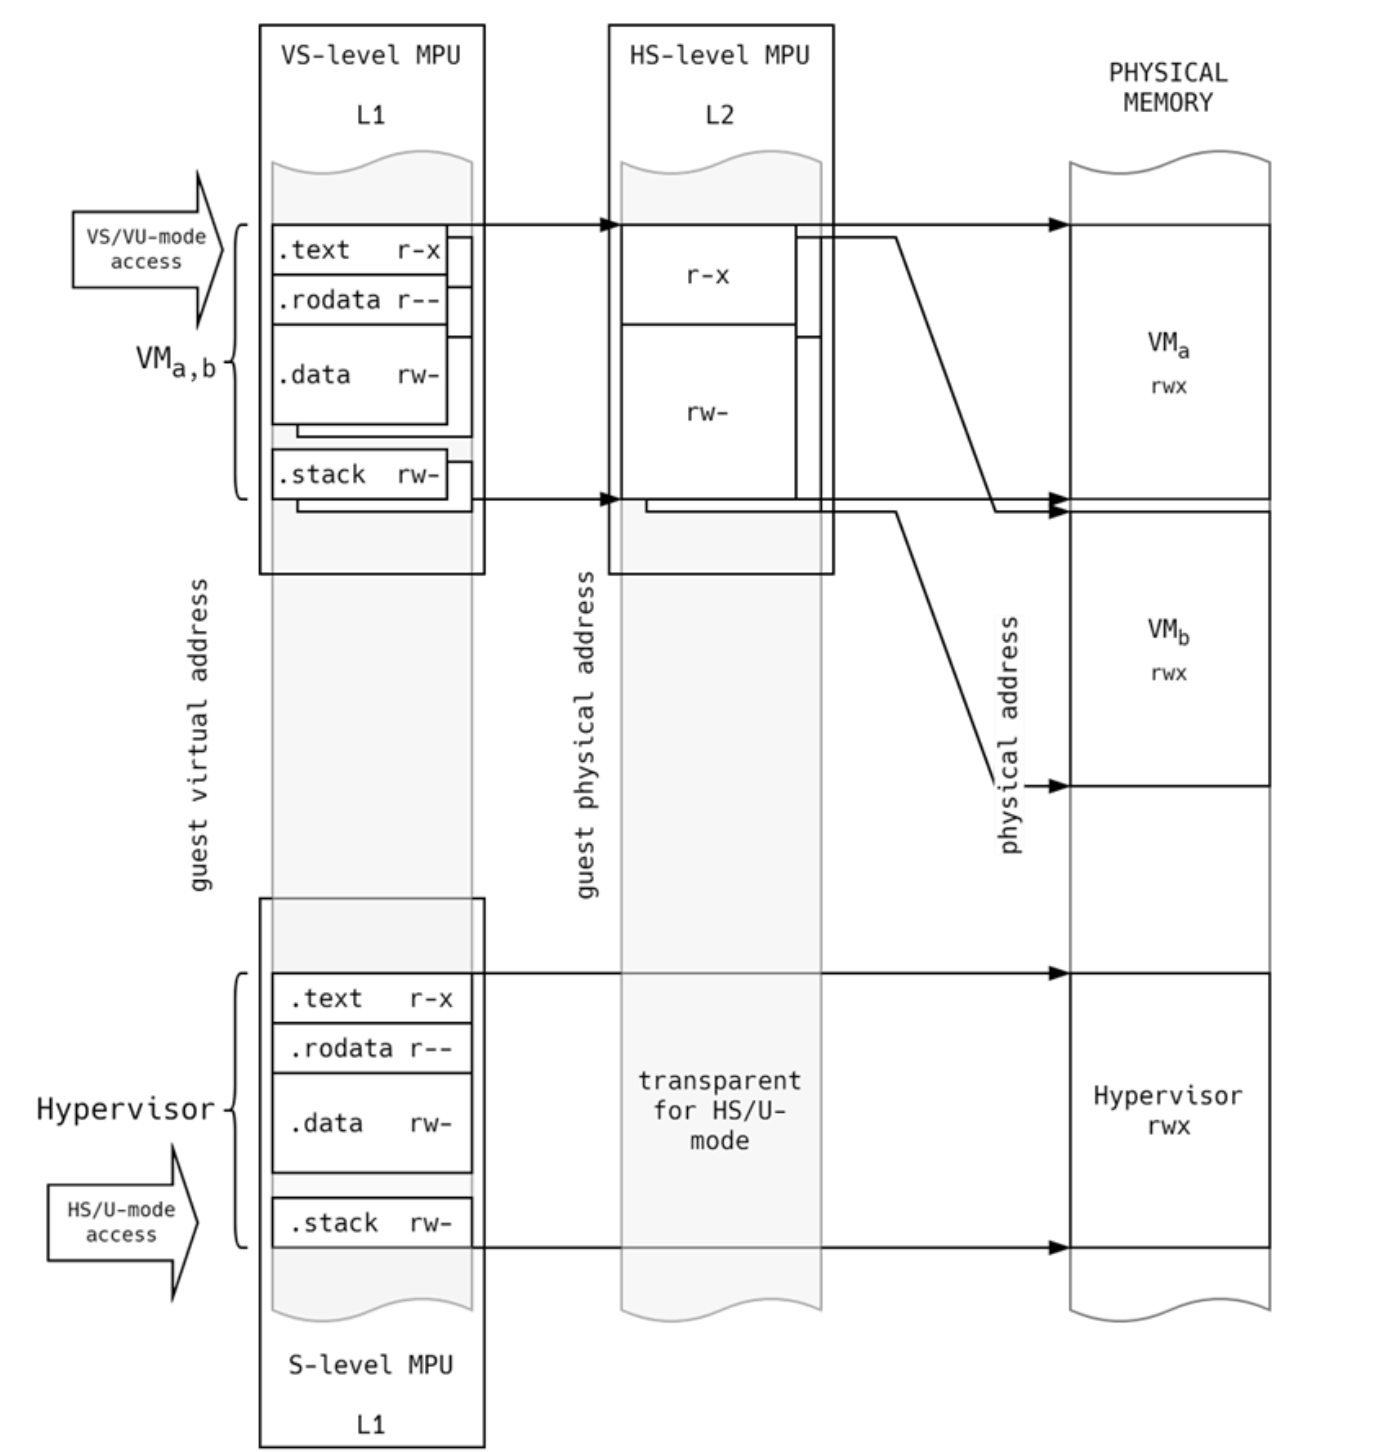 VS-level MPU
L1
HS-level MPU
L2
PHYSICAL
MEMORY
VS/VU-mode
access
VMa,b
.text r-x
.rodata r--
.data rw-
.stack rw-
r-x
rw-
VMa
rwx
VMb
rwx
guest virtual address
guest physical address
physical address
Hypervisor
HS/U-mode
access
.text r-x
.rodata r--
.data rw-
.stack rw-
transparent
for HS/U-
mode
Hypervisor
rwx
S-level MPU
L1